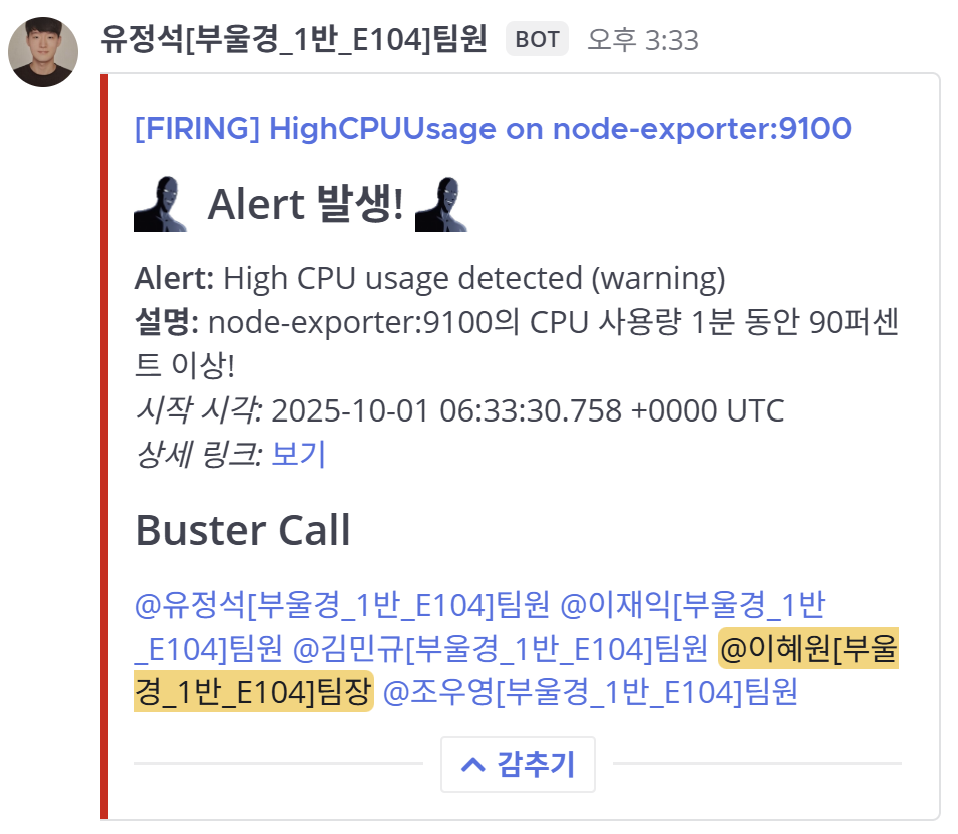 유정석[부울경_1반_E104]팀원 BOT 오후 3:33
[FIRING] HighCPUUsage on node-exporter:9100
Alert 발생!
Alert: High CPU usage detected (warning)
설명: node-exporter:9100의 CPU 사용량 1분 동안 90퍼센
트 이상!
시작 시각: 2025-10-01 06:33:30.758 +0000 UTC
상세 링크: 보기
Buster Call
@유정석[부울경_1반_E104]팀원 @이재익[부울경_1반
_E104]팀원 @김민규[부울경_1반_E104]팀원 @이혜원[부울
경_1반_E104]팀장 @조우영[부울경_1반_E104]팀원
감추기